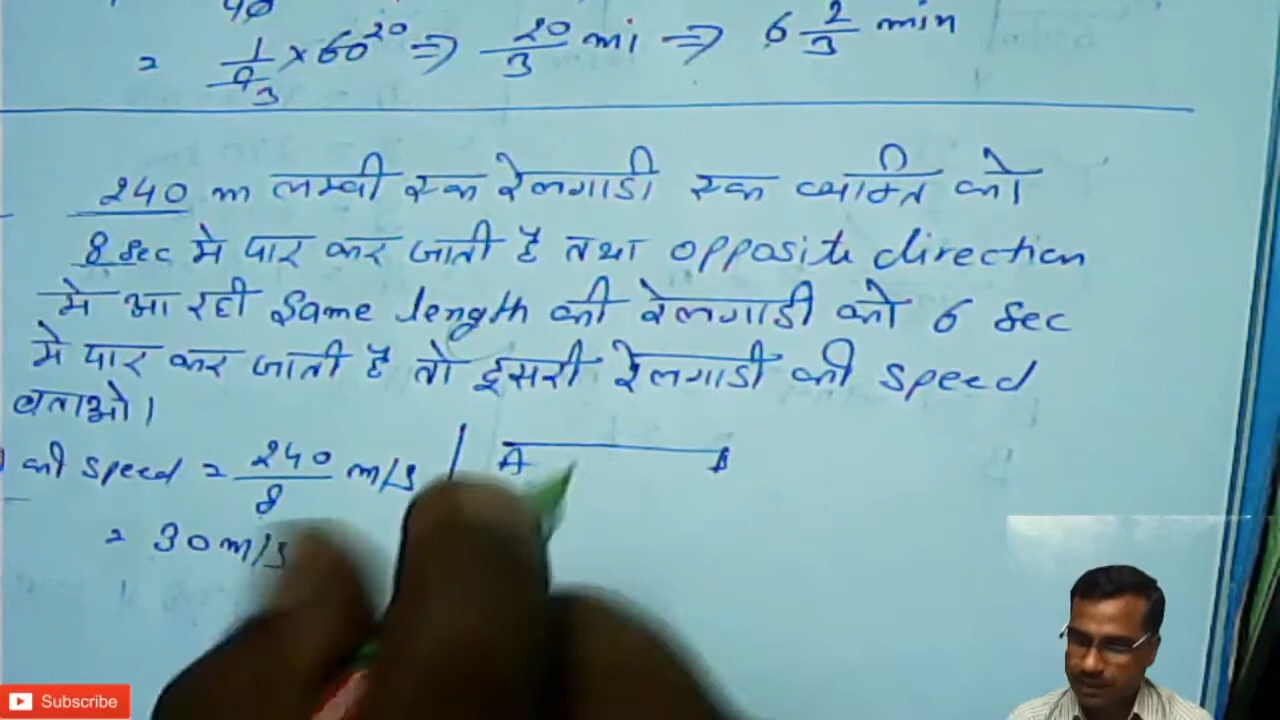 = 1/9 3 × 60 20 ⇒ 20/3 mi ⇒ 6 2/3 min
240 m लम्बी एक रेलगाडी एक व्यक्ति को
8 sec मे पार कर जाती है तथा opposite direction
मे आ रही same length की रेलगाडी को 6 sec
मे पार कर जाती है तो दूसरी रेलगाडी की speed
बताओ।
की speed = 240/8 m/s
= 30 m/s
A B
Subscribe